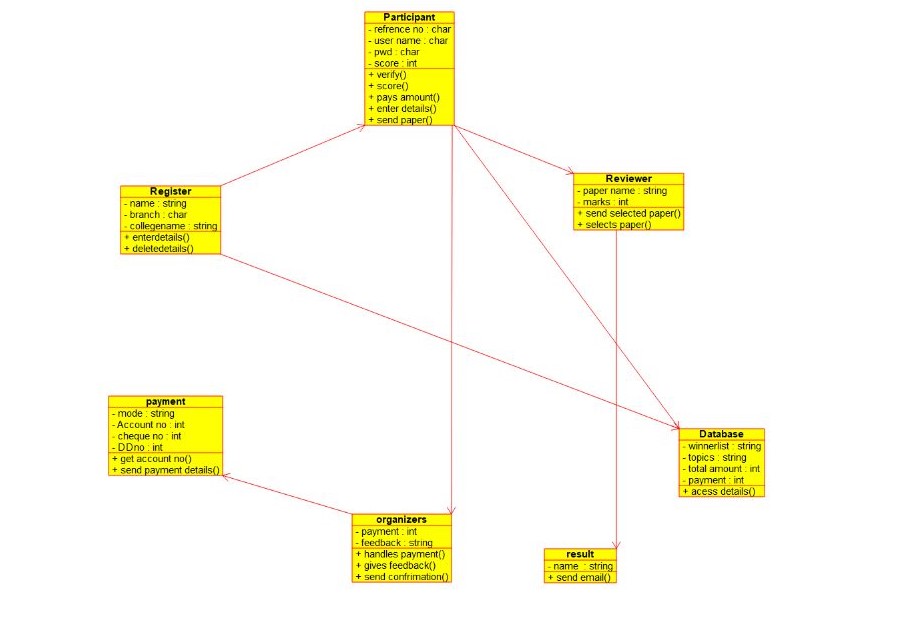 Participant
- refrence no : char
- user name : char
- pwd : char
- score : int
+ verify()
+ score()
+ pays amount()
+ enter details()
+ send paper()
Reviewer
- paper name : string
- marks : int
+ send selected paper()
+ selects paper()
Register
- name : string
- branch : char
- collegename : string
+ enterdetails()
+ deletedetails()
payment
- mode : string
- Account no : int
- cheque no : int
- DDno : int
+ get account no()
+ send payment details()
Database
- winnerlist : string
- topics : string
- total amount : int
- payment : int
+ acess details()
organizers
- payment : int
- feedback : string
+ handles payment()
+ gives feedback()
+ send confrimation()
result
- name : string
+ send email()